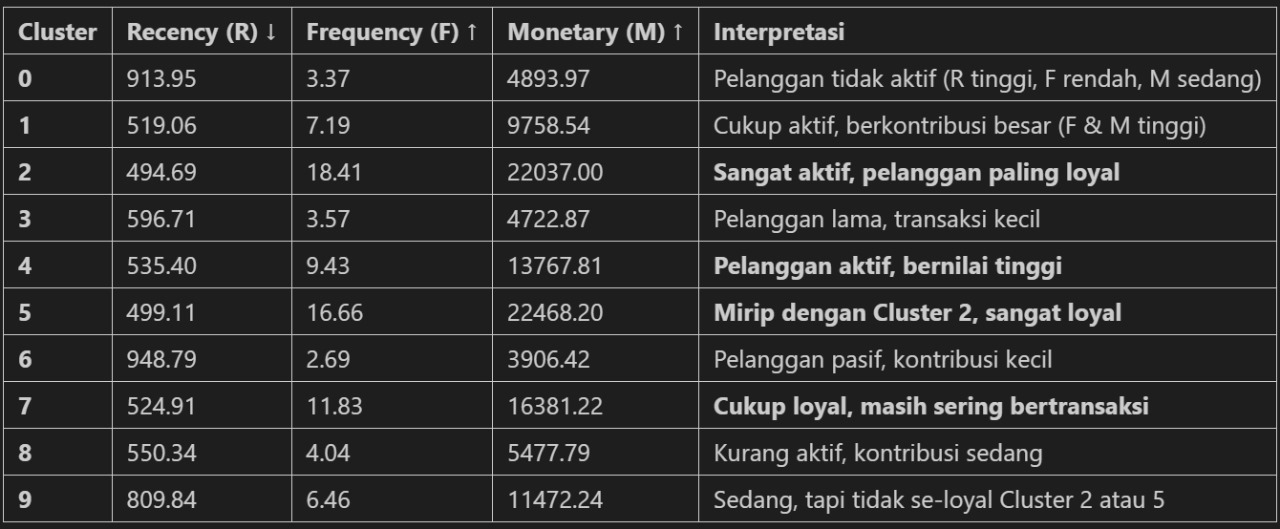 Cluster Recency (R) ↓ Frequency (F) ↑ Monetary (M) ↑ Interpretasi
0 913.95 3.37 4893.97 Pelanggan tidak aktif (R tinggi, F rendah, M sedang)
1 519.06 7.19 9758.54 Cukup aktif, berkontribusi besar (F & M tinggi)
2 494.69 18.41 22037.00 Sangat aktif, pelanggan paling loyal
3 596.71 3.57 4722.87 Pelanggan lama, transaksi kecil
4 535.40 9.43 13767.81 Pelanggan aktif, bernilai tinggi
5 499.11 16.66 22468.20 Mirip dengan Cluster 2, sangat loyal
6 948.79 2.69 3906.42 Pelanggan pasif, kontribusi kecil
7 524.91 11.83 16381.22 Cukup loyal, masih sering bertransaksi
8 550.34 4.04 5477.79 Kurang aktif, kontribusi sedang
9 809.84 6.46 11472.24 Sedang, tapi tidak se-loyal Cluster 2 atau 5